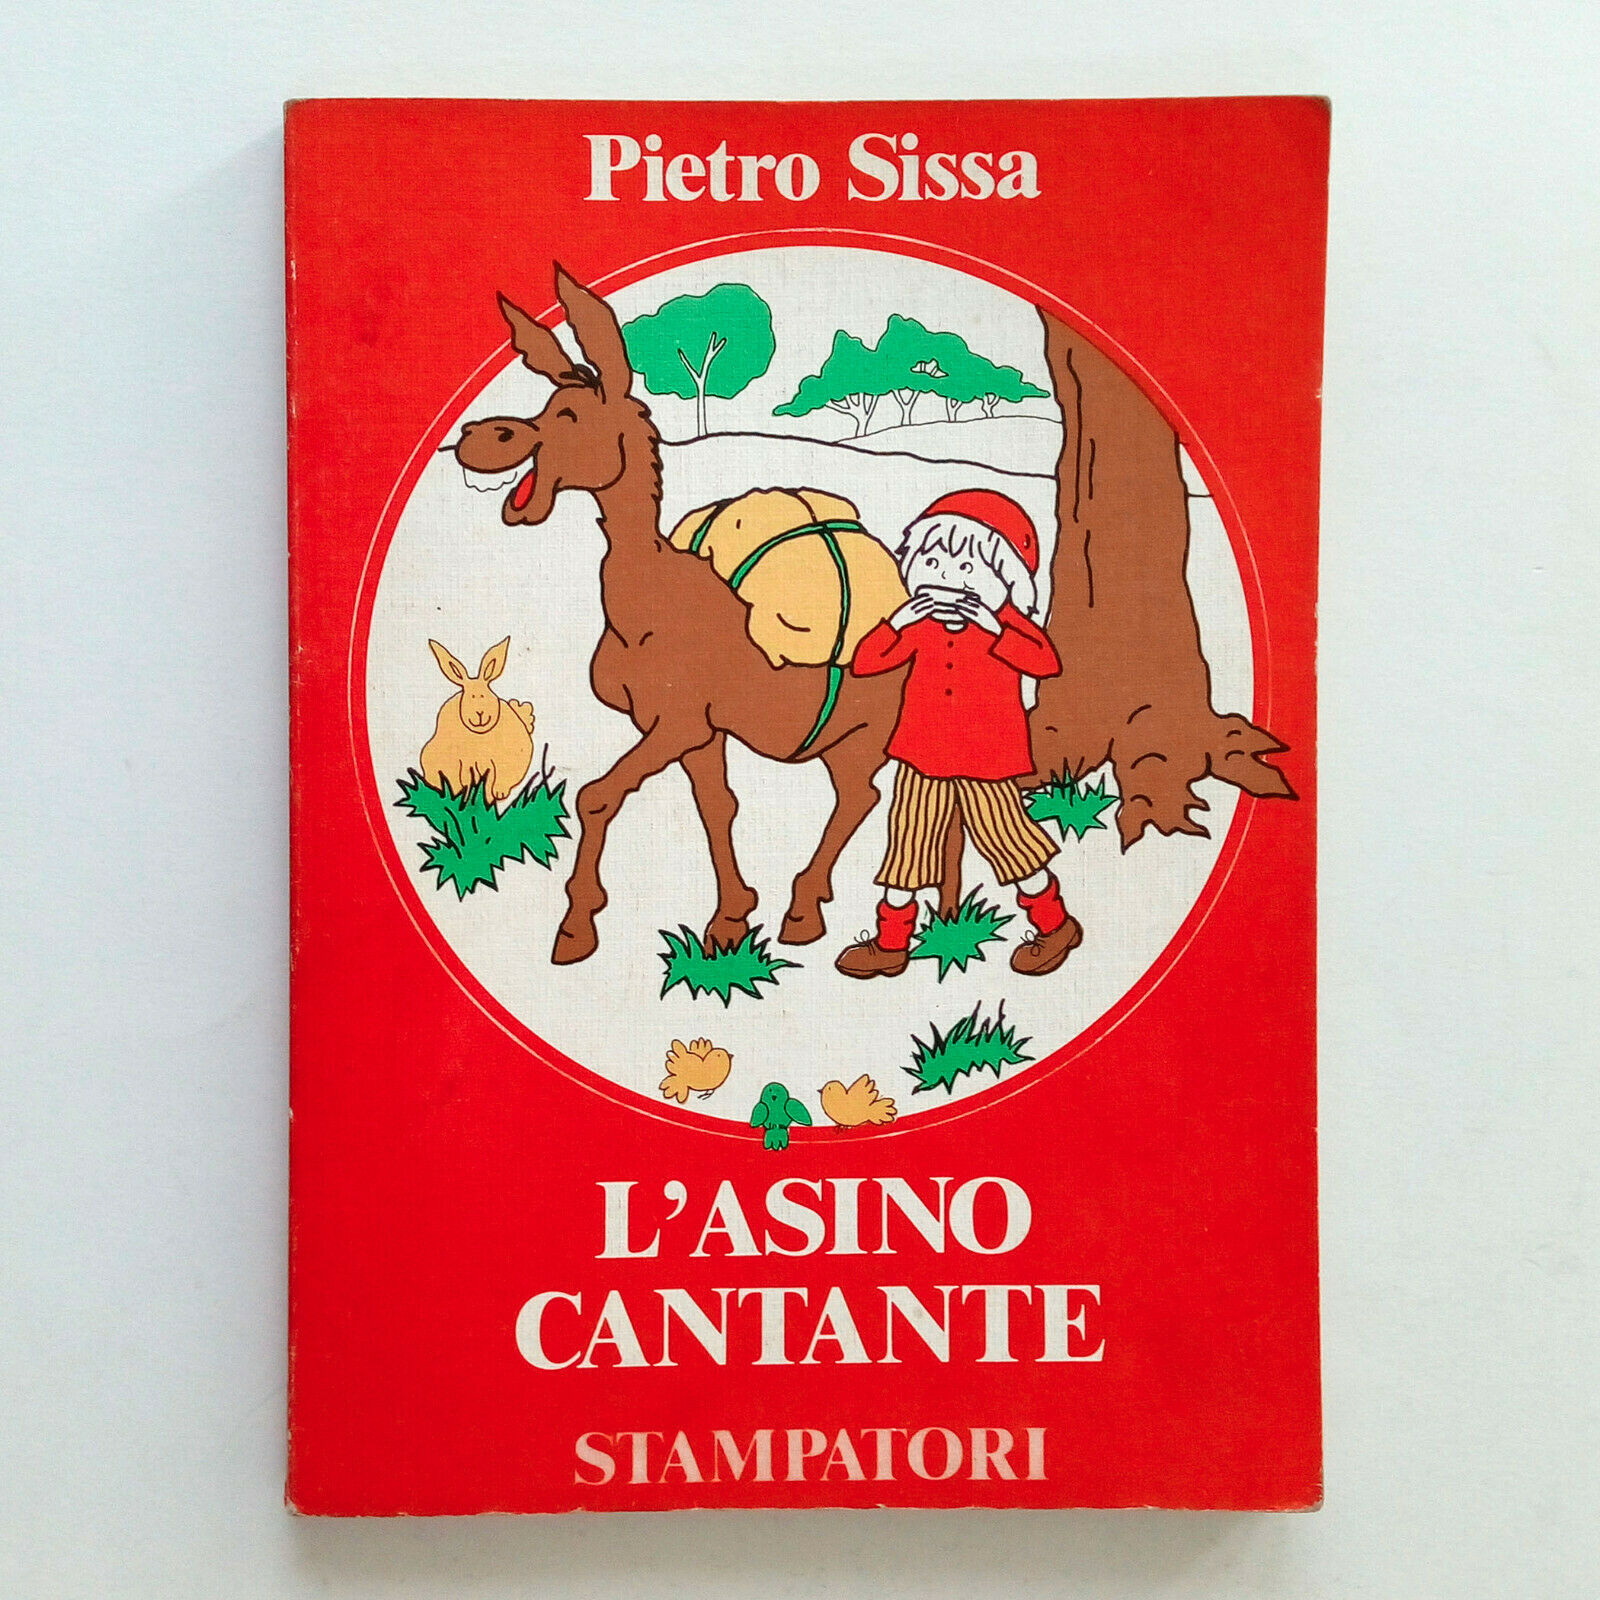 Pietro Sissa
L'ASINO
CANTANTE
STAMPATORI